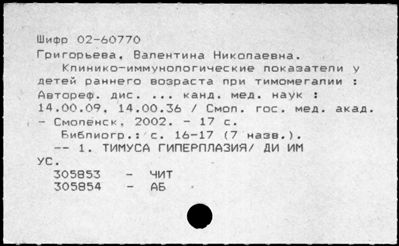 Шифр 02-60770
Григорьева, Валентина Николаевна.
Клинико-иммунологические показатели у
детей раннего возраста при тимомегалии :
Автореф. дис. ... канд. мед. наук :
14.00.09, 14.00.36 / Смол. гос. мед. акад.
- Смоленск, 2002. - 17 с.
Библиогр.: с. 16-17 (7 назв.).
-- 1. ТИМУСА ГИПЕРПЛАЗИЯ/ ДИ ИМ
УС.
305853 - ЧИТ
305854 - АБ